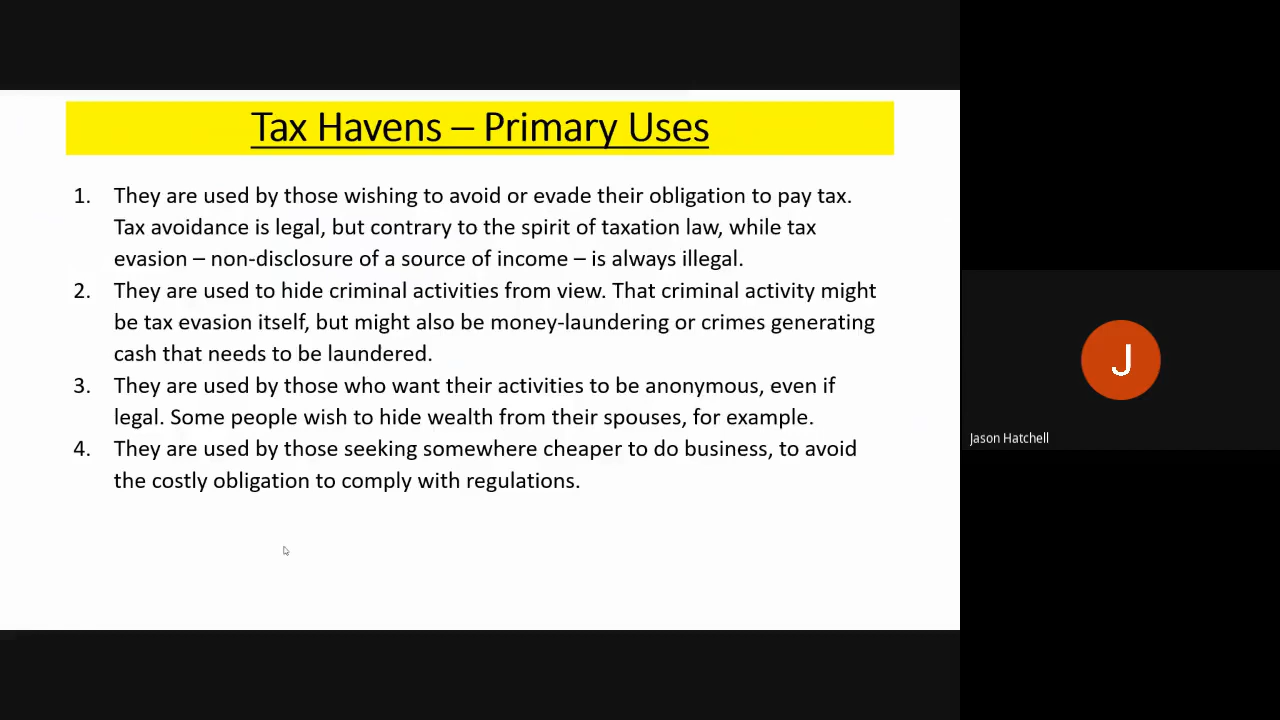 Tax Havens – Primary Uses
1. They are used by those wishing to avoid or evade their obligation to pay tax.
Tax avoidance is legal, but contrary to the spirit of taxation law, while tax
evasion – non-disclosure of a source of income – is always illegal.
2. They are used to hide criminal activities from view. That criminal activity might
be tax evasion itself, but might also be money-laundering or crimes generating
cash that needs to be laundered.
3. They are used by those who want their activities to be anonymous, even if
legal. Some people wish to hide wealth from their spouses, for example.
4. They are used by those seeking somewhere cheaper to do business, to avoid
the costly obligation to comply with regulations.
J
Jason Hatchell